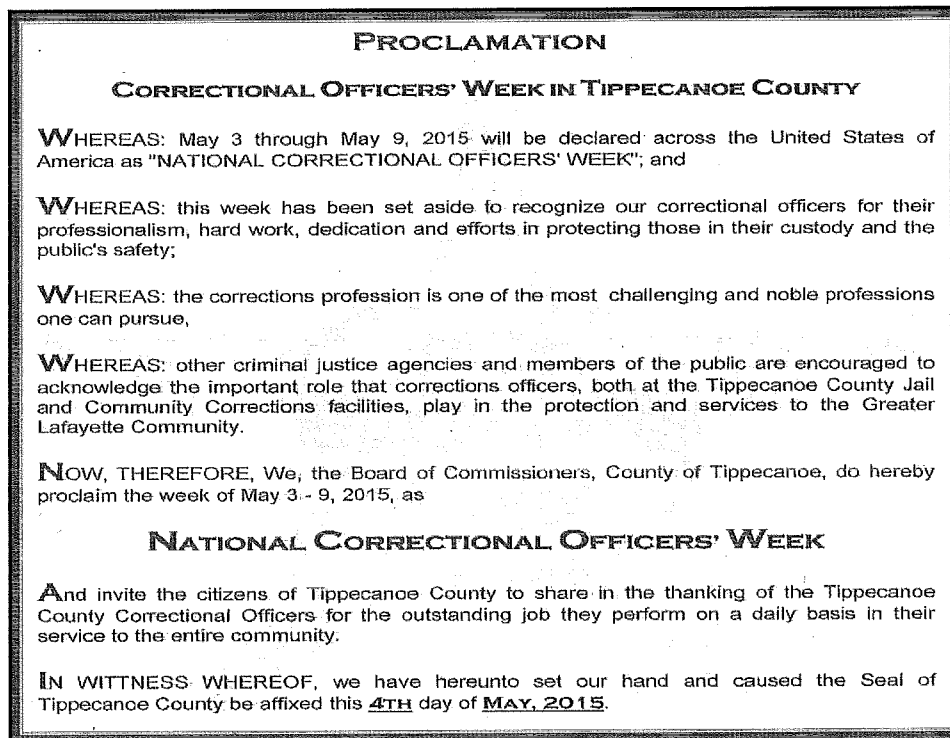 PROCLAMATION
CORRECTIONAL OFFICERS' WEEK IN TIPPECANOE COUNTY
WHEREAS: May 3 through May 9, 2015 will be declared across the United States of
America as "NATIONAL CORRECTIONAL OFFICERS' WEEK"; and
WHEREAS: this week has been set aside to recognize our correctional officers for their
professionalism, hard work, dedication and efforts in protecting those in their custody and the
public's safety;
WHEREAS: the corrections profession is one of the most challenging and noble professions
one can pursue,
WHEREAS: other criminal justice agencies and members of the public are encouraged to
acknowledge the important role that corrections officers, both at the Tippecanoe County Jail
and Community Corrections facilities, play in the protection and services to the Greater
Lafayette Community.
NOW, THEREFORE, We, the Board of Commissioners, County of Tippecanoe, do hereby
proclaim the week of May 3 - 9, 2015, as
NATIONAL CORRECTIONAL OFFICERS' WEEK
And invite the citizens of Tippecanoe County to share in the thanking of the Tippecanoe
County Correctional Officers for the outstanding job they perform on a daily basis in their
service to the entire community.
IN WITTNESS WHEREOF, we have hereunto set our hand and caused the Seal of
Tippecanoe County be affixed this 4TH day of MAY, 2015.